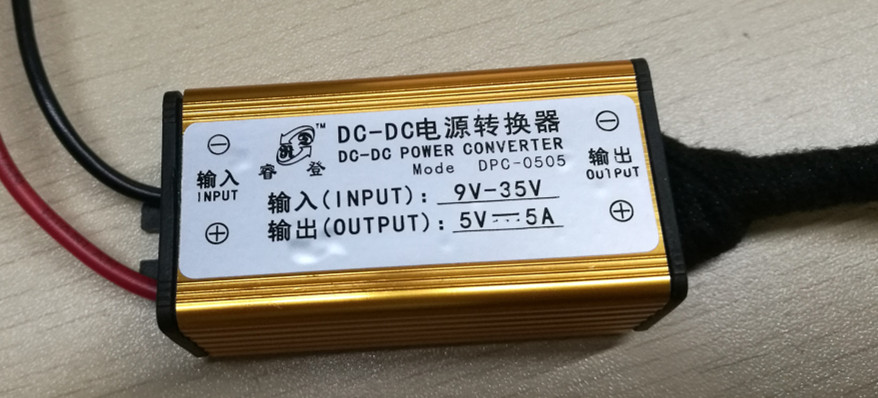 DC-DC电源转换器
DC-DC POWER CONVERTER
Mode DPC-0505
TM
睿 登
⊖
输入
INPUT
⊕
输入(INPUT): 9V-35V
输出(OUTPUT): 5V⎓5A
⊖
输出
OUTPUT
⊕